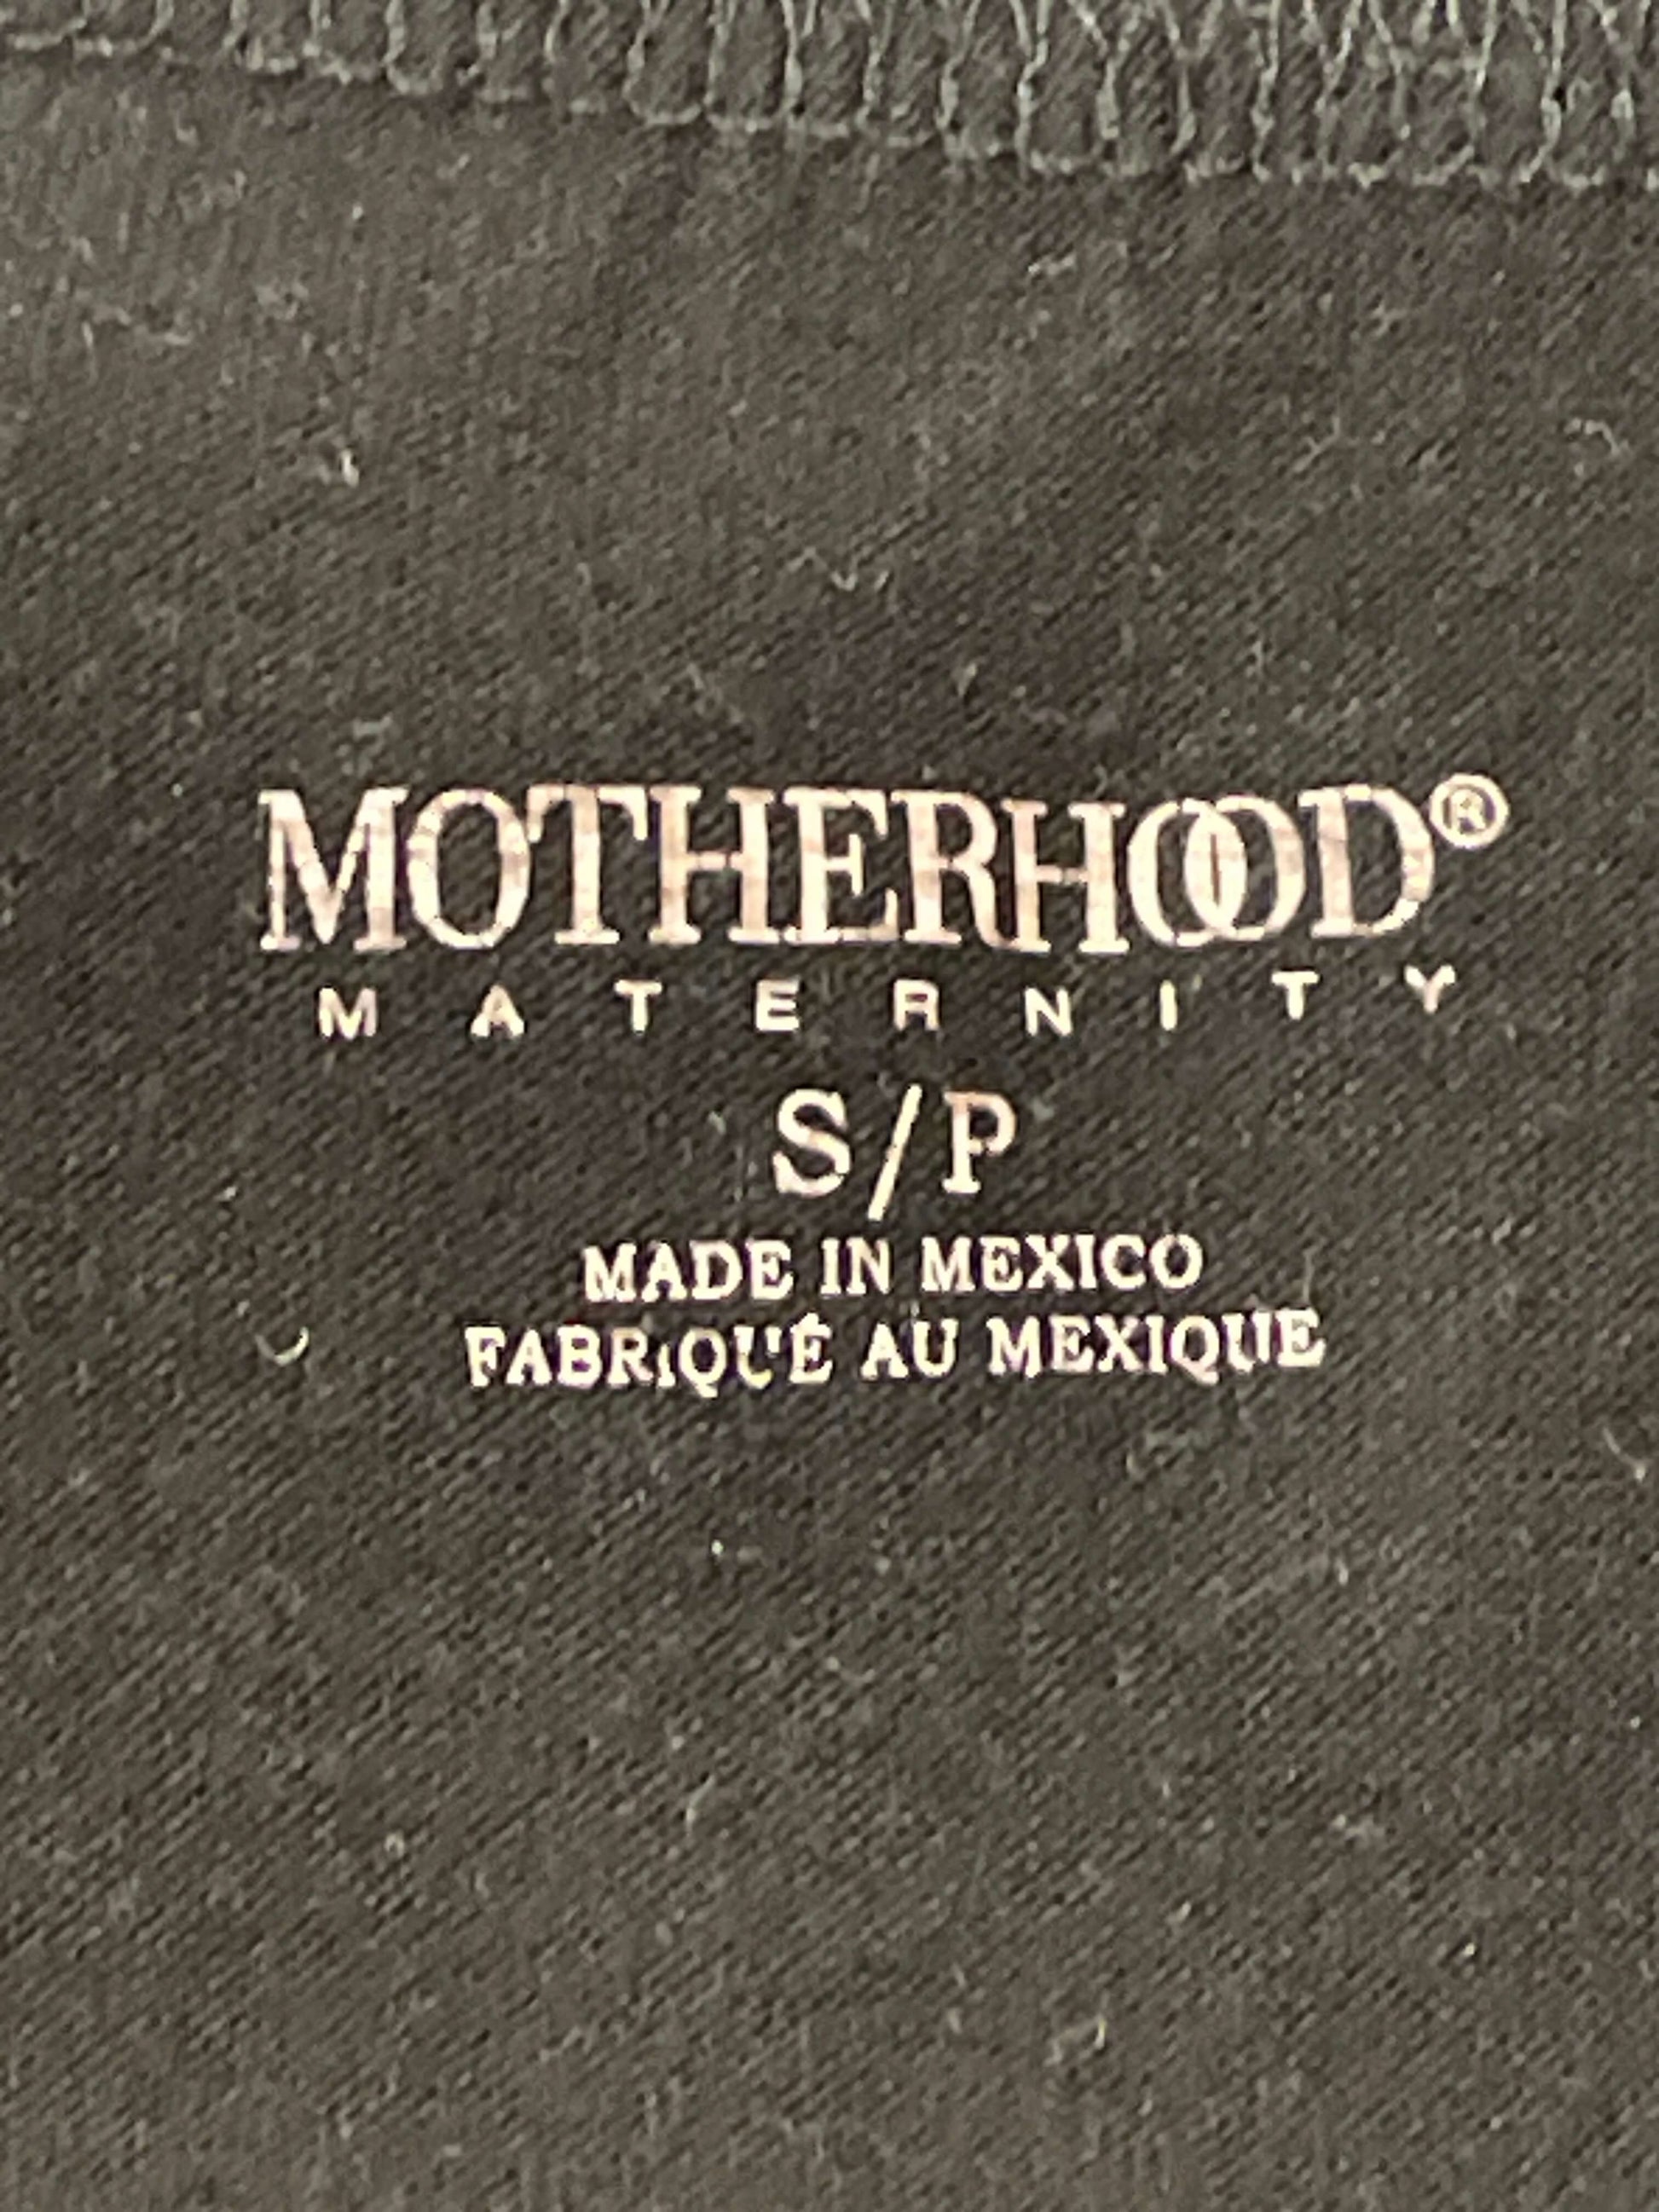 MOTHERHOOD®
MATERNITY
S/P
MADE IN MEXICO
FABRIQUÉ AU MEXIQUE